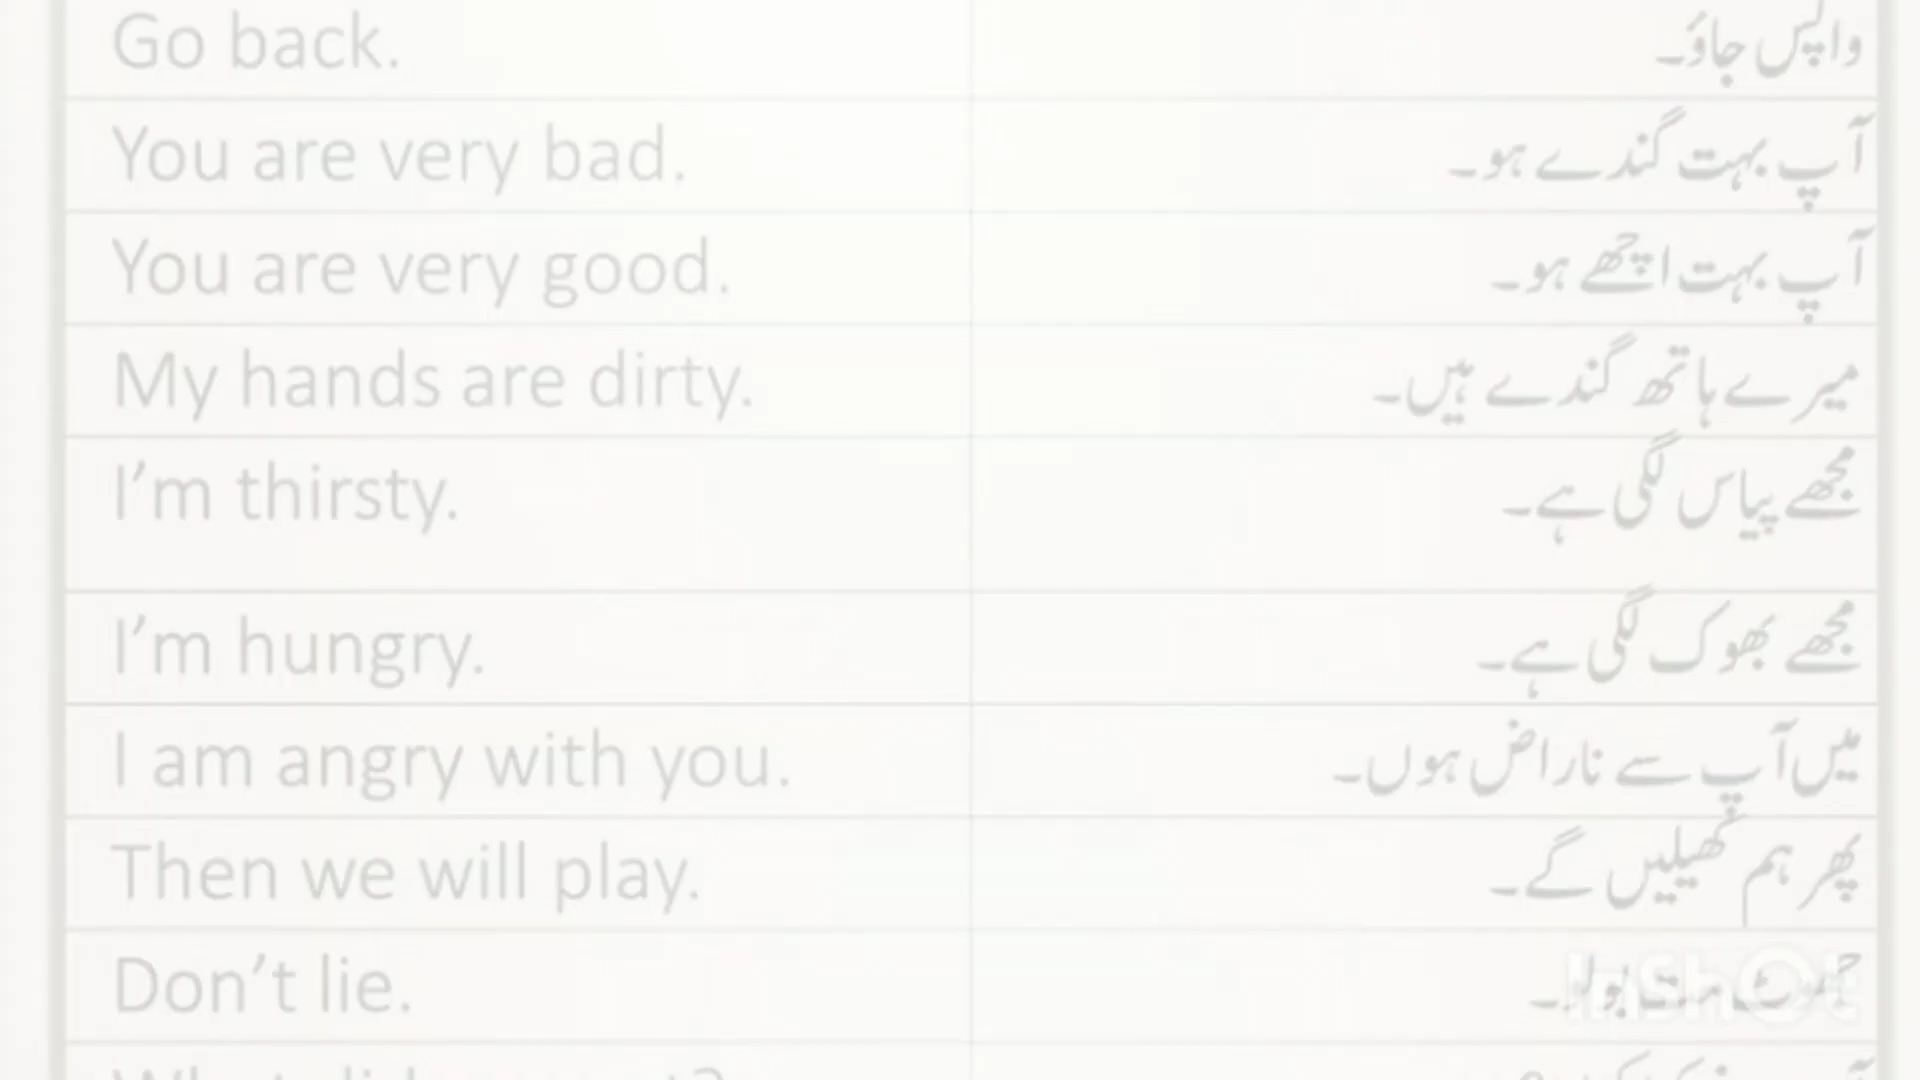 Go back.
واپس جاؤ۔
You are very bad.
آپ بہت گندے ہو۔
You are very good.
آپ بہت اچھے ہو۔
My hands are dirty.
میرے ہاتھ گندے ہیں۔
I’m thirsty.
مجھے پیاس لگی ہے۔
I’m hungry.
مجھے بھوک لگی ہے۔
I am angry with you.
میں آپ سے ناراض ہوں۔
Then we will play.
پھر ہم کھیلیں گے۔
Don’t lie.
مت بولو۔
InShOt